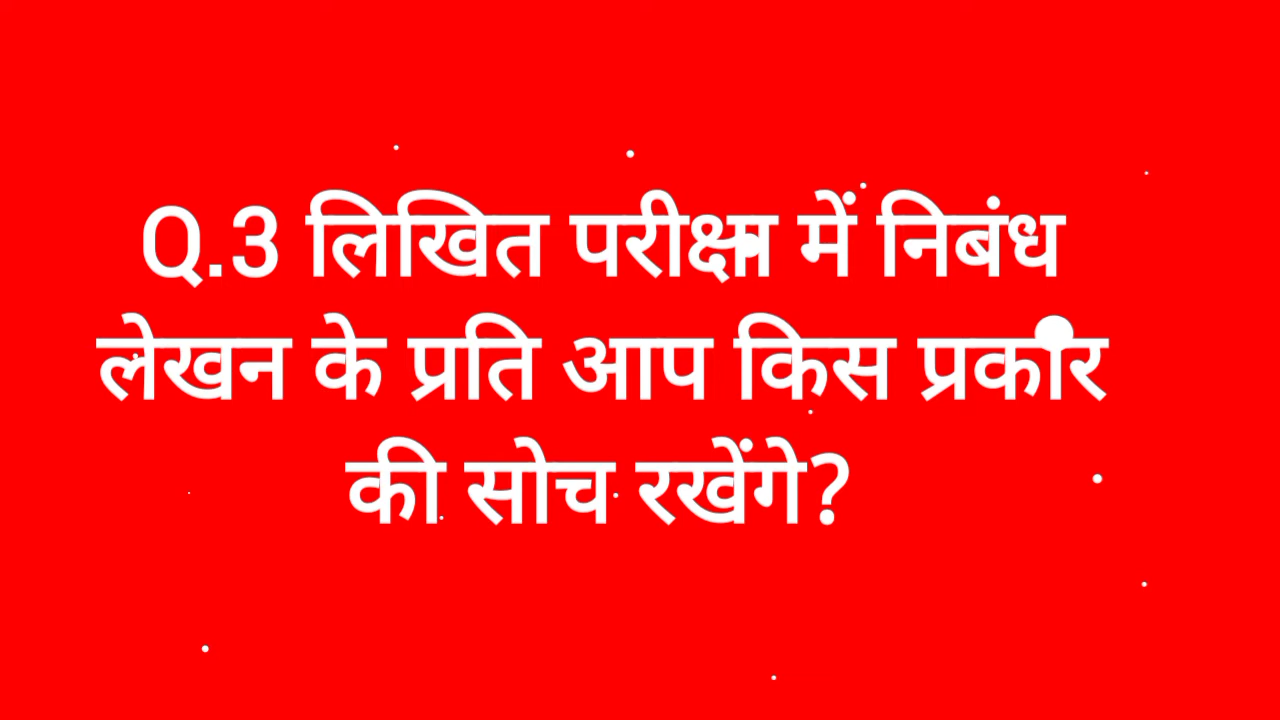 Q.3 लिखित परीक्षा में निबंध
लेखन के प्रति आप किस प्रकार
की सोच रखेंगे?